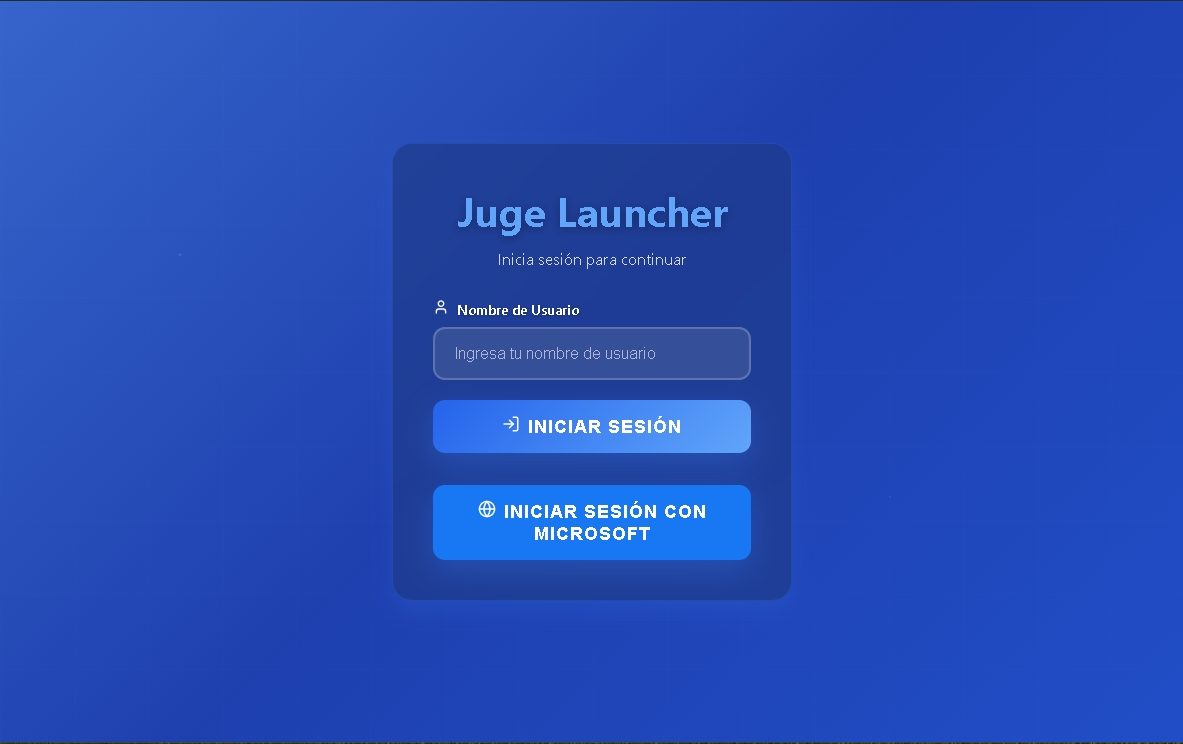 Juge Launcher
Inicia sesión para continuar
Nombre de Usuario
Ingresa tu nombre de usuario
INICIAR SESIÓN
INICIAR SESIÓN CON
MICROSOFT